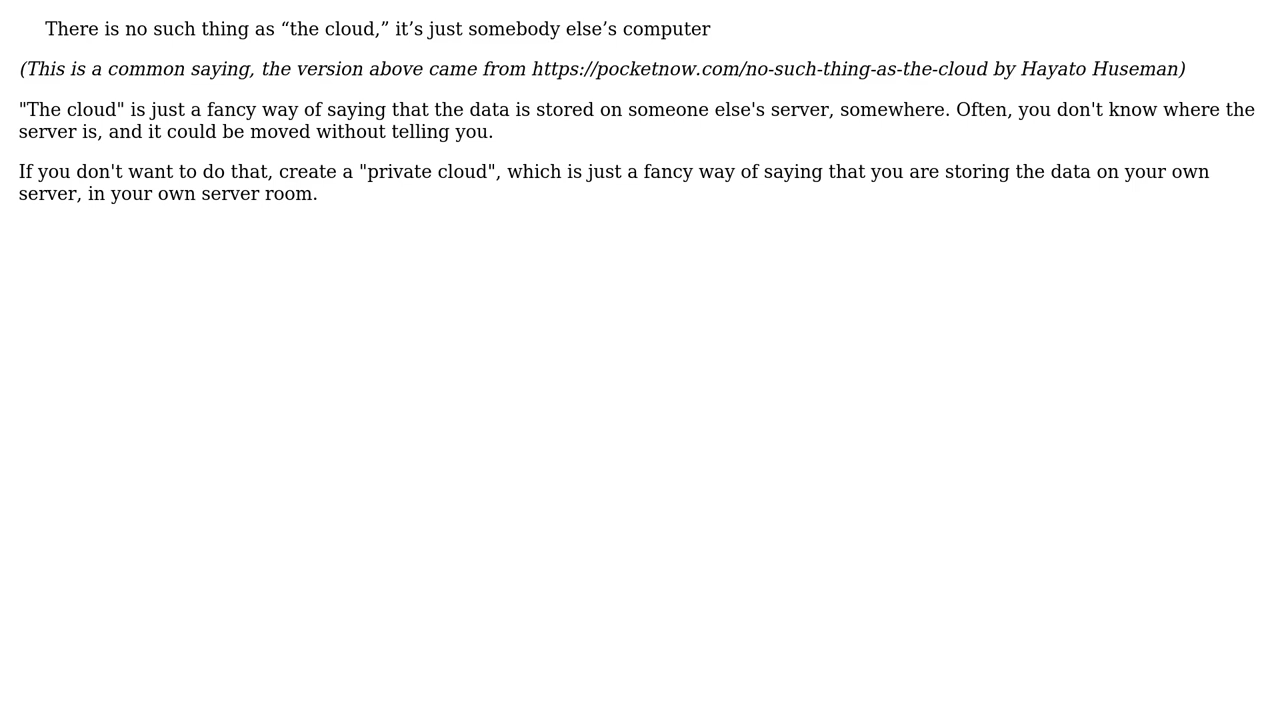 There is no such thing as “the cloud,” it’s just somebody else’s computer
(This is a common saying, the version above came from https://pocketnow.com/no-such-thing-as-the-cloud by Hayato Huseman)
"The cloud" is just a fancy way of saying that the data is stored on someone else's server, somewhere. Often, you don't know where the
server is, and it could be moved without telling you.
If you don't want to do that, create a "private cloud", which is just a fancy way of saying that you are storing the data on your own
server, in your own server room.